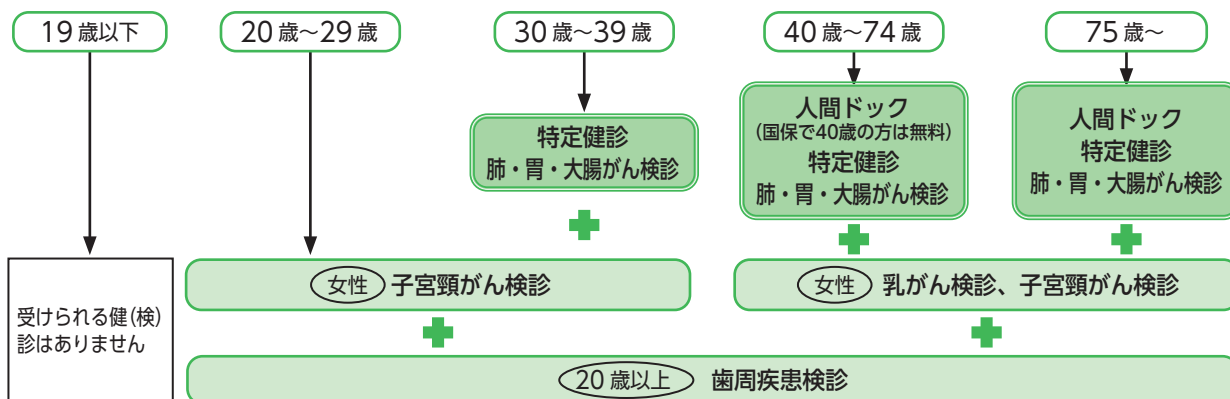 19歳以下
20歳～29歳
30歳～39歳
40歳～74歳
75歳～
特定健診
肺・胃・大腸がん検診
人間ドック
(国保で40歳の方は無料)
特定健診
肺・胃・大腸がん検診
人間ドック
特定健診
肺・胃・大腸がん検診
受けられる健(検)
診はありません
女性 子宮頸がん検診
女性 乳がん検診、子宮頸がん検診
20歳以上 歯周疾患検診